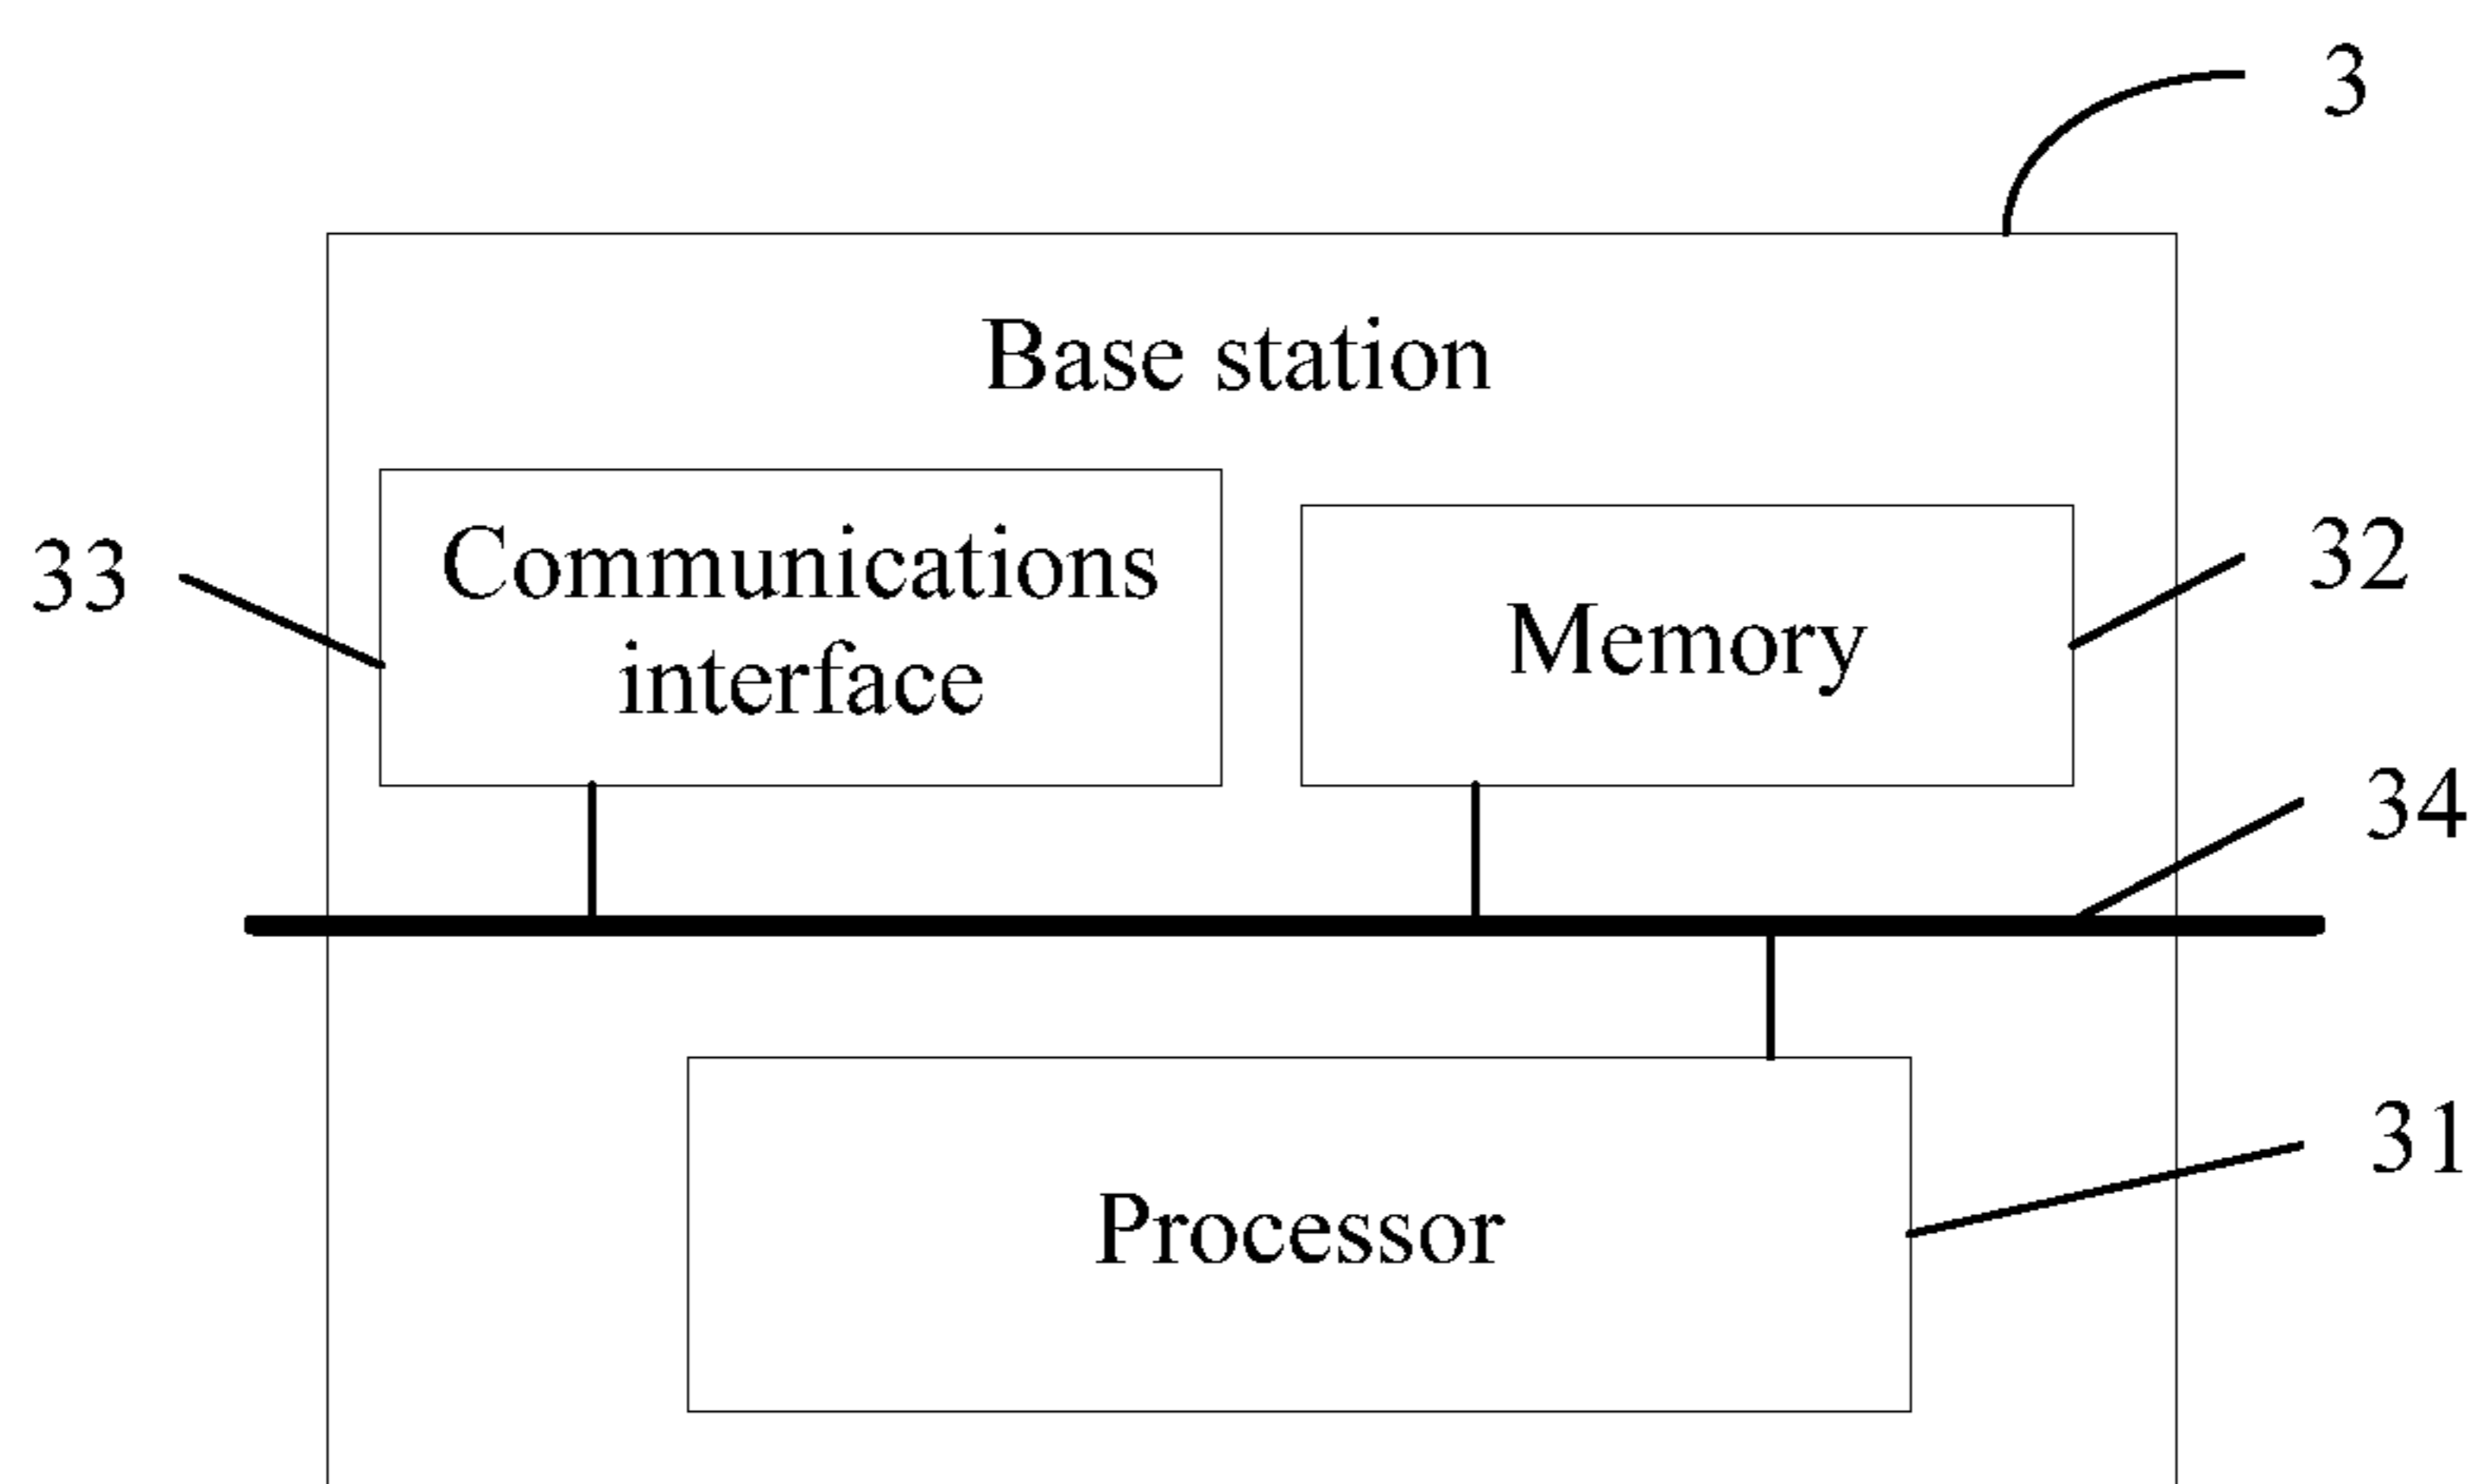 3
Base station
Communications
interface
33
Memory
32
34
Processor
31